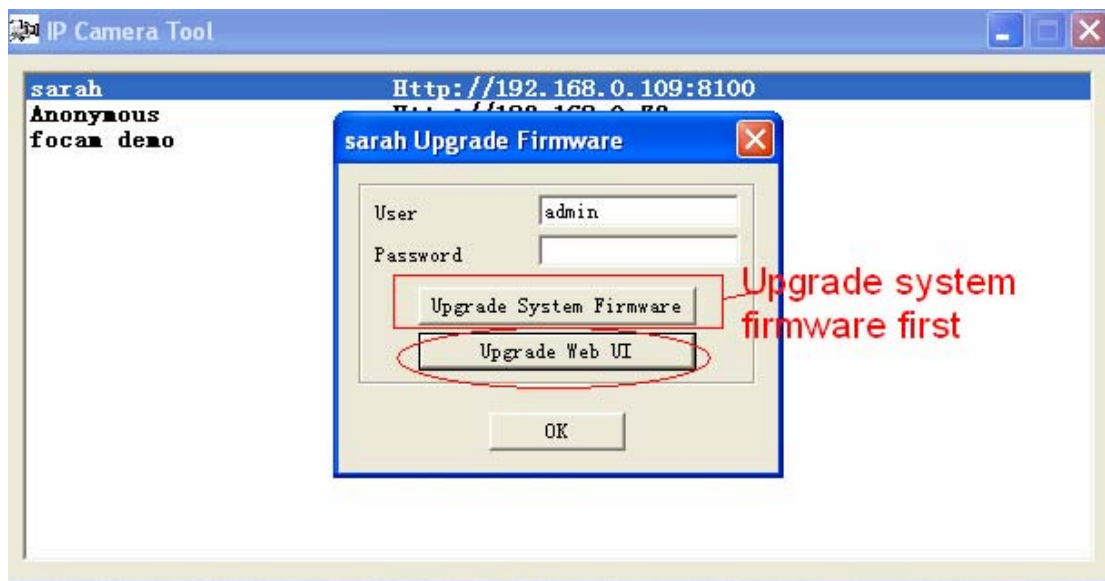 IP Camera Tool
sarah Http://192.168.0.109:8100
Anonymous
focam demo
sarah Upgrade Firmware
User admin
Password
Upgrade System Firmware
Upgrade Web UI
OK
Upgrade system
firmware first